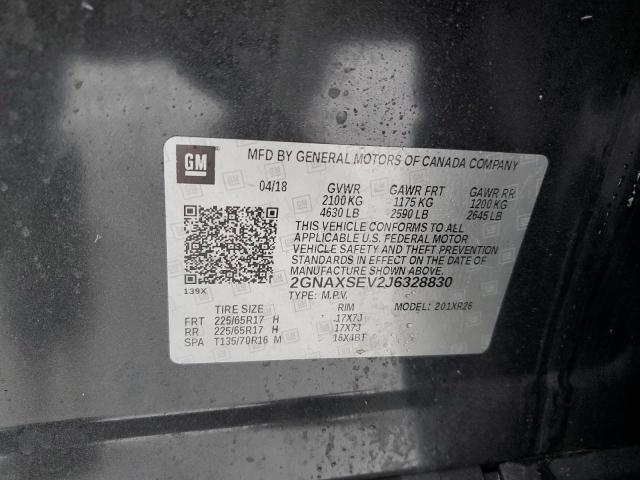 GM
MFD BY GENERAL MOTORS OF CANADA COMPANY
04/18 GVWR GAWR FRT GAWR RR
2100 KG 1175 KG 1200 KG
4630 LB 2590 LB 2645 LB
THIS VEHICLE CONFORMS TO ALL
APPLICABLE U.S. FEDERAL MOTOR
VEHICLE SAFETY AND THEFT PREVENTION
STANDARDS IN EFFECT ON THE DATE OF
MANUFACTURE SHOWN ABOVE.
2GNAXSEV2J6328830
139X
TYPE: M.P.V. MODEL: 201XR26
TIRE SIZE RIM
FRT 225/65R17 H 17X7J
RR 225/65R17 H 17X7J
SPA T135/70R16 M 16X4BT